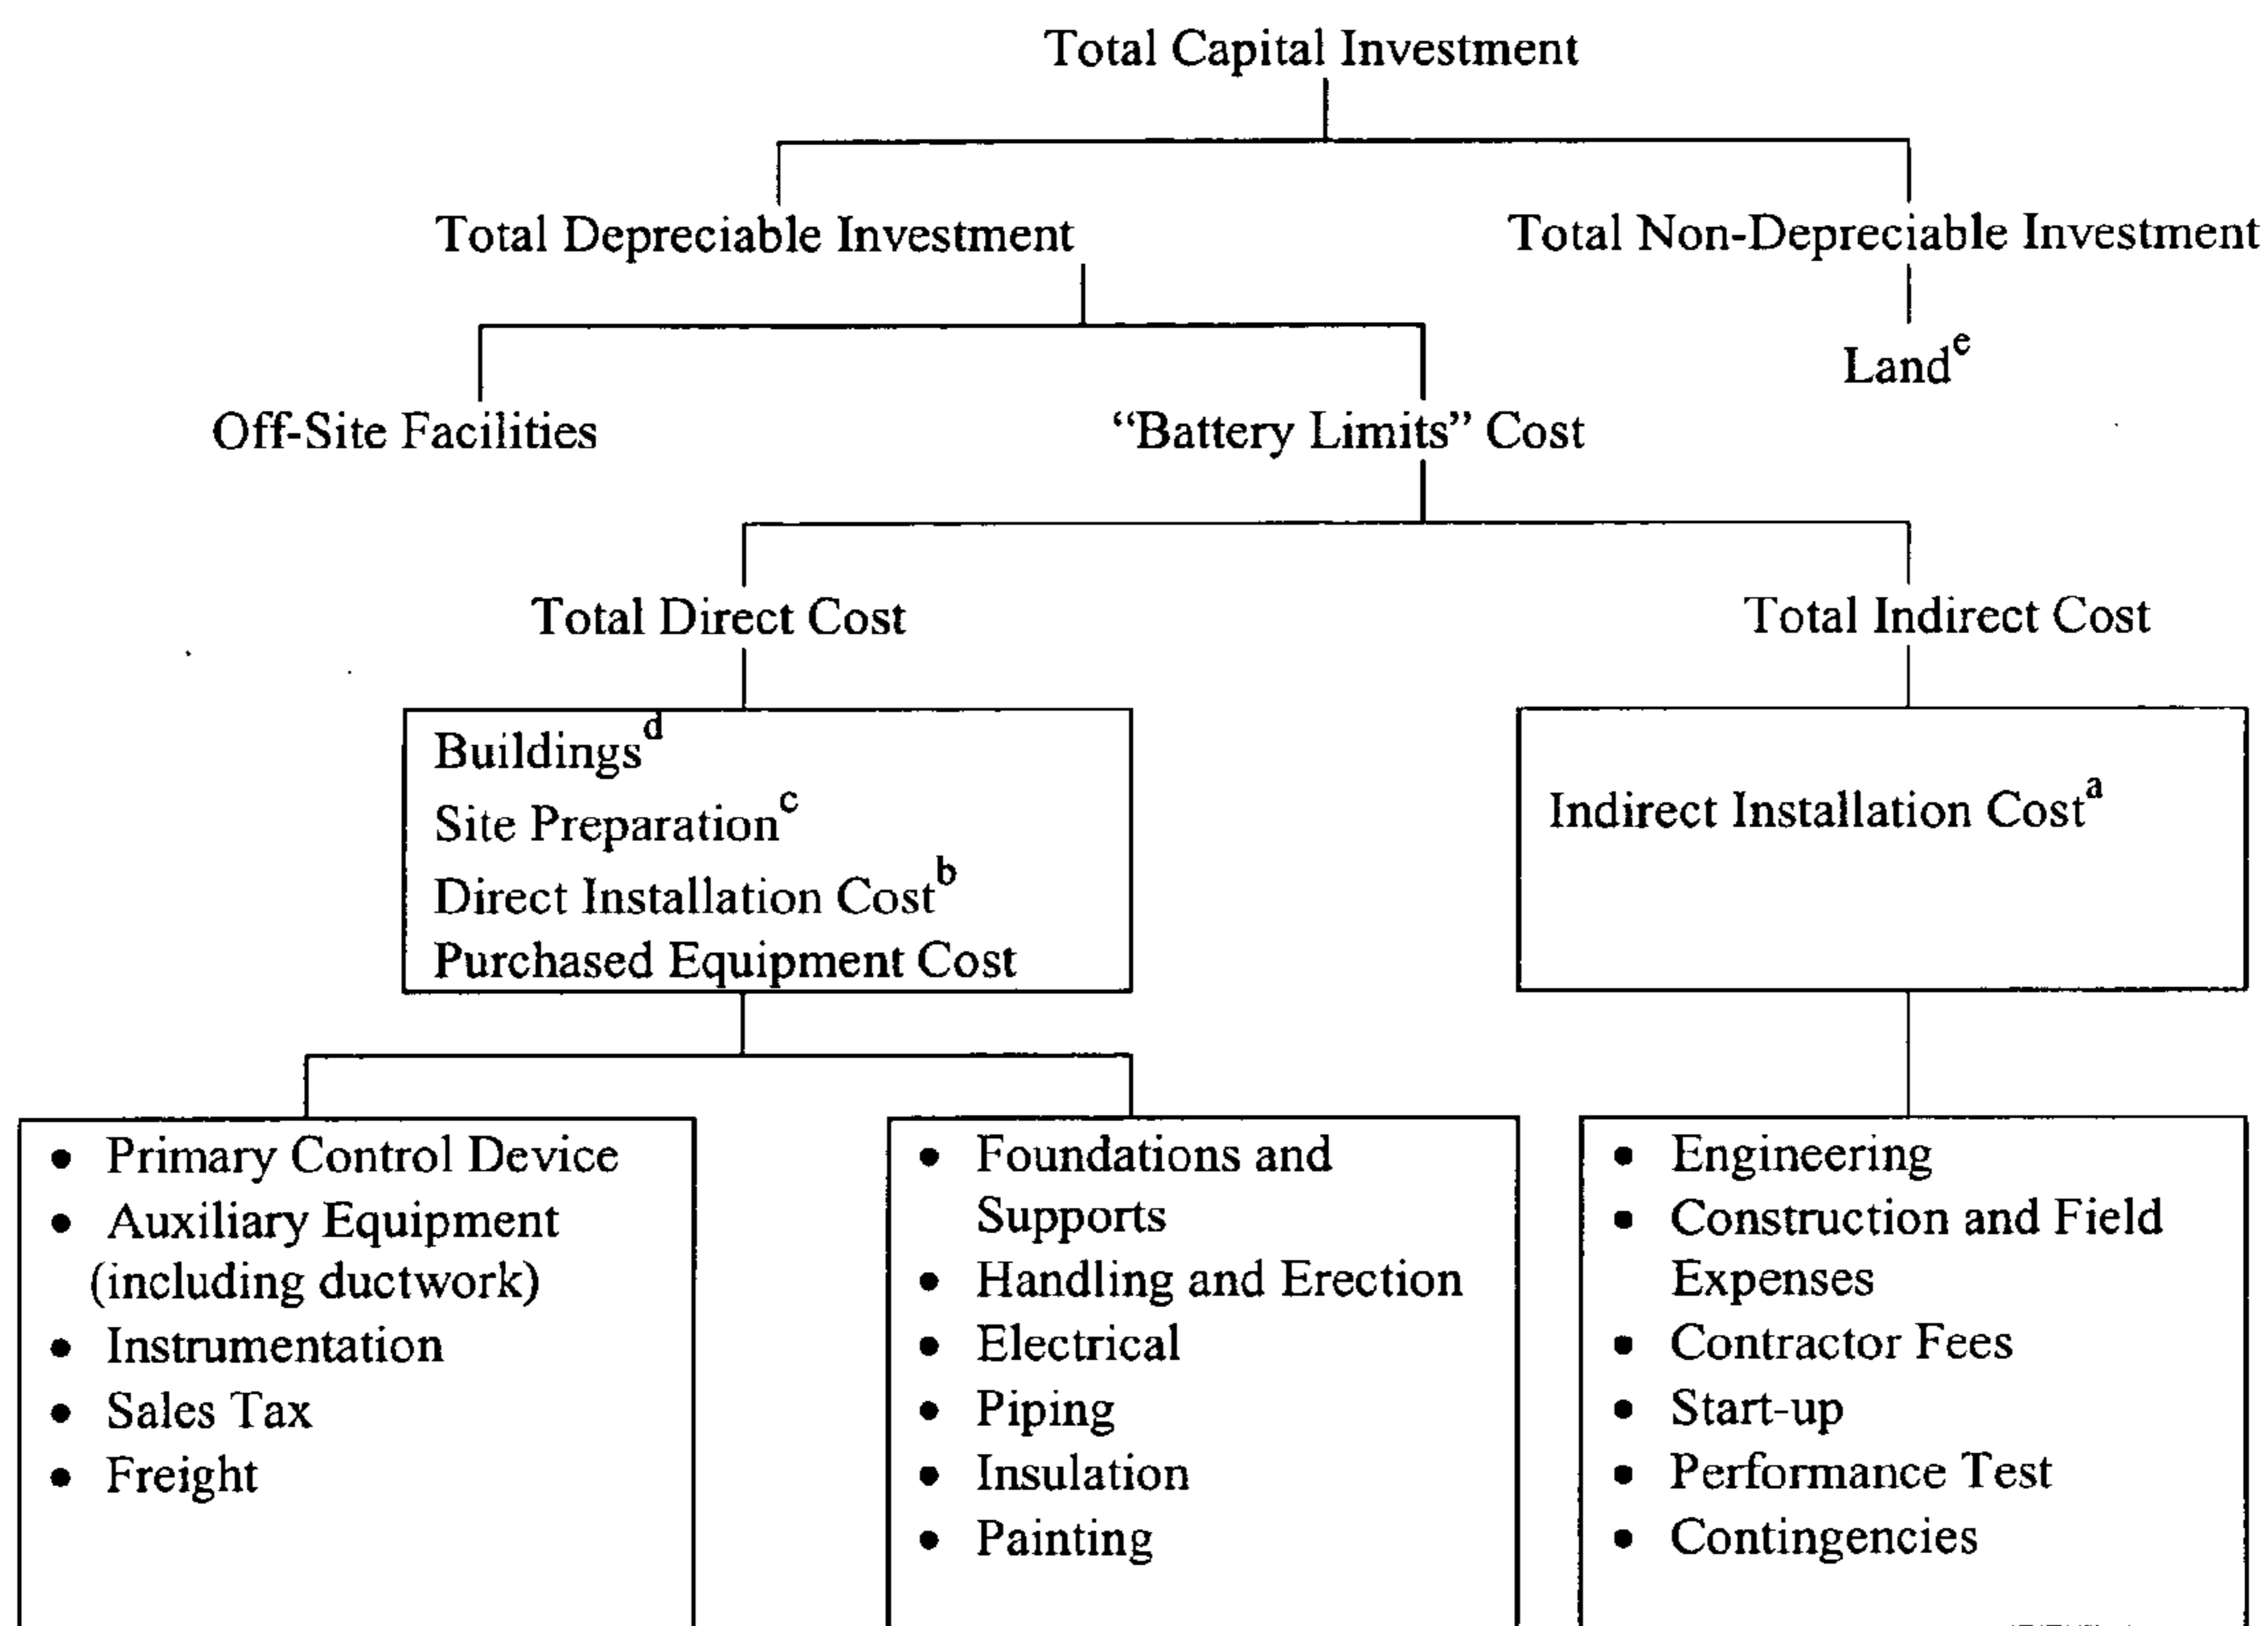 Total Capital Investment
Total Depreciable Investment
Total Non-Depreciable Investment
Land^e
Off-Site Facilities
“Battery Limits” Cost
Total Direct Cost
Total Indirect Cost
Buildings^d
Site Preparation^c
Direct Installation Cost^b
Purchased Equipment Cost
Indirect Installation Cost^a
• Primary Control Device
• Auxiliary Equipment
(including ductwork)
• Instrumentation
• Sales Tax
• Freight
• Foundations and
Supports
• Handling and Erection
• Electrical
• Piping
• Insulation
• Painting
• Engineering
• Construction and Field
Expenses
• Contractor Fees
• Start-up
• Performance Test
• Contingencies